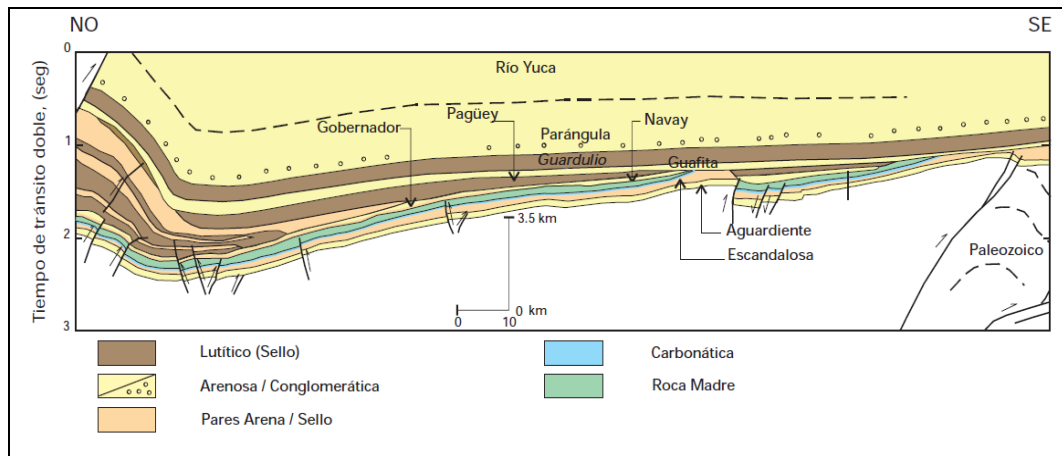 NO
SE
0
1
2
3
Tiempo de tránsito doble, (seg)
Río Yuca
Gobernador
Pagüey
Parángula
Navay
Guardulio
Guafita
3.5 km
Aguardiente
Escandalosa
Paleozoico
0 km
0
10
Lutítico (Sello)
Carbonática
Arenosa / Conglomerática
Roca Madre
Pares Arena / Sello